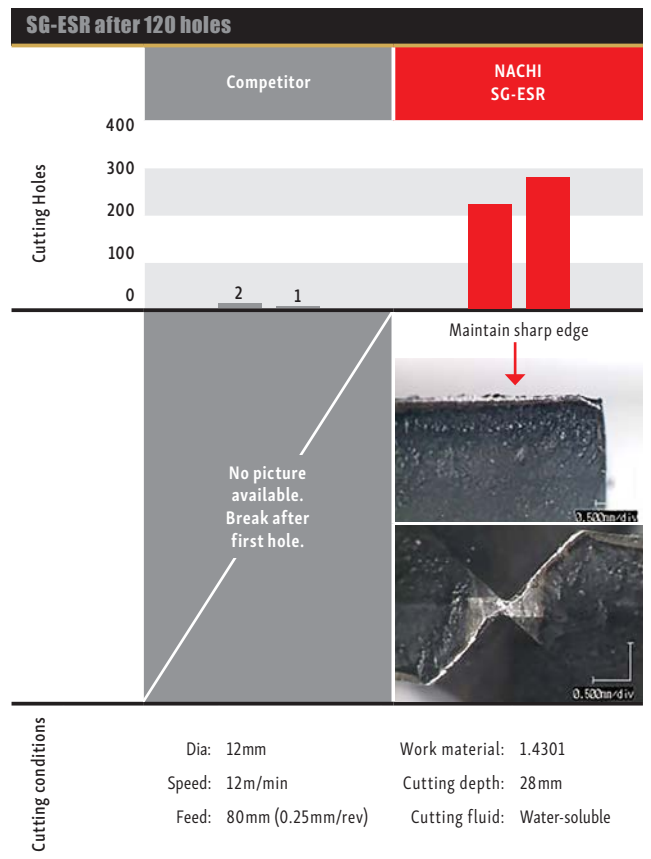 SG-ESR after 120 holes
Competitor
NACHI
SG-ESR
Cutting Holes
400
300
200
100
0
2
1
Maintain sharp edge
No picture
available.
Break after
first hole.
0.500mm/div
0.500mm/div
Cutting conditions
Dia: 12mm
Work material: 1.4301
Speed: 12m/min
Cutting depth: 28mm
Feed: 80mm (0.25mm/rev)
Cutting fluid: Water-soluble